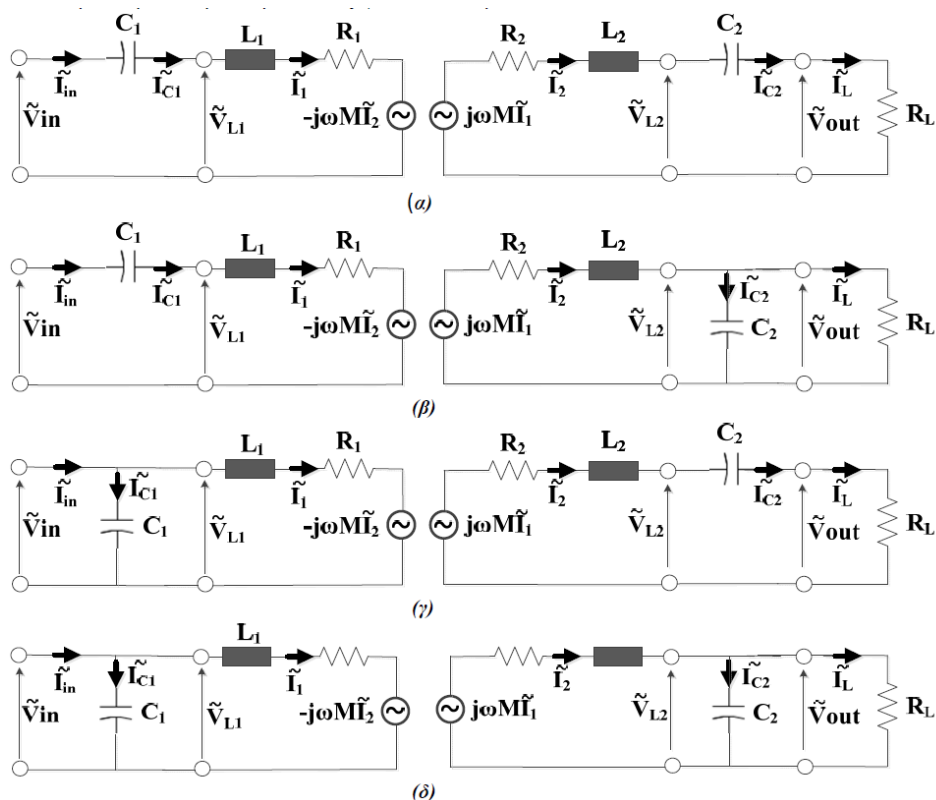 C₁ L₁ R₁ R₂ L₂ C₂
Ĩin ĨC1 Ĩ₁ Ĩ₂ ĨC2 ĨL
Ṽin ṼL1 -jωMĨ₂ jωMĨ₁ ṼL2 Ṽout RL
(α)
C₁ L₁ R₁ R₂ L₂
Ĩin ĨC1 Ĩ₁ Ĩ₂ ĨC2 ĨL
Ṽin ṼL1 -jωMĨ₂ jωMĨ₁ ṼL2 C₂ Ṽout RL
(β)
L₁ R₁ R₂ L₂ C₂
Ĩin ĨC1 Ĩ₁ Ĩ₂ ĨC2 ĨL
Ṽin C₁ ṼL1 -jωMĨ₂ jωMĨ₁ ṼL2 Ṽout RL
(γ)
L₁
Ĩin ĨC1 Ĩ₁ Ĩ₂ ĨC2 ĨL
Ṽin C₁ ṼL1 -jωMĨ₂ jωMĨ₁ ṼL2 C₂ Ṽout RL
(δ)